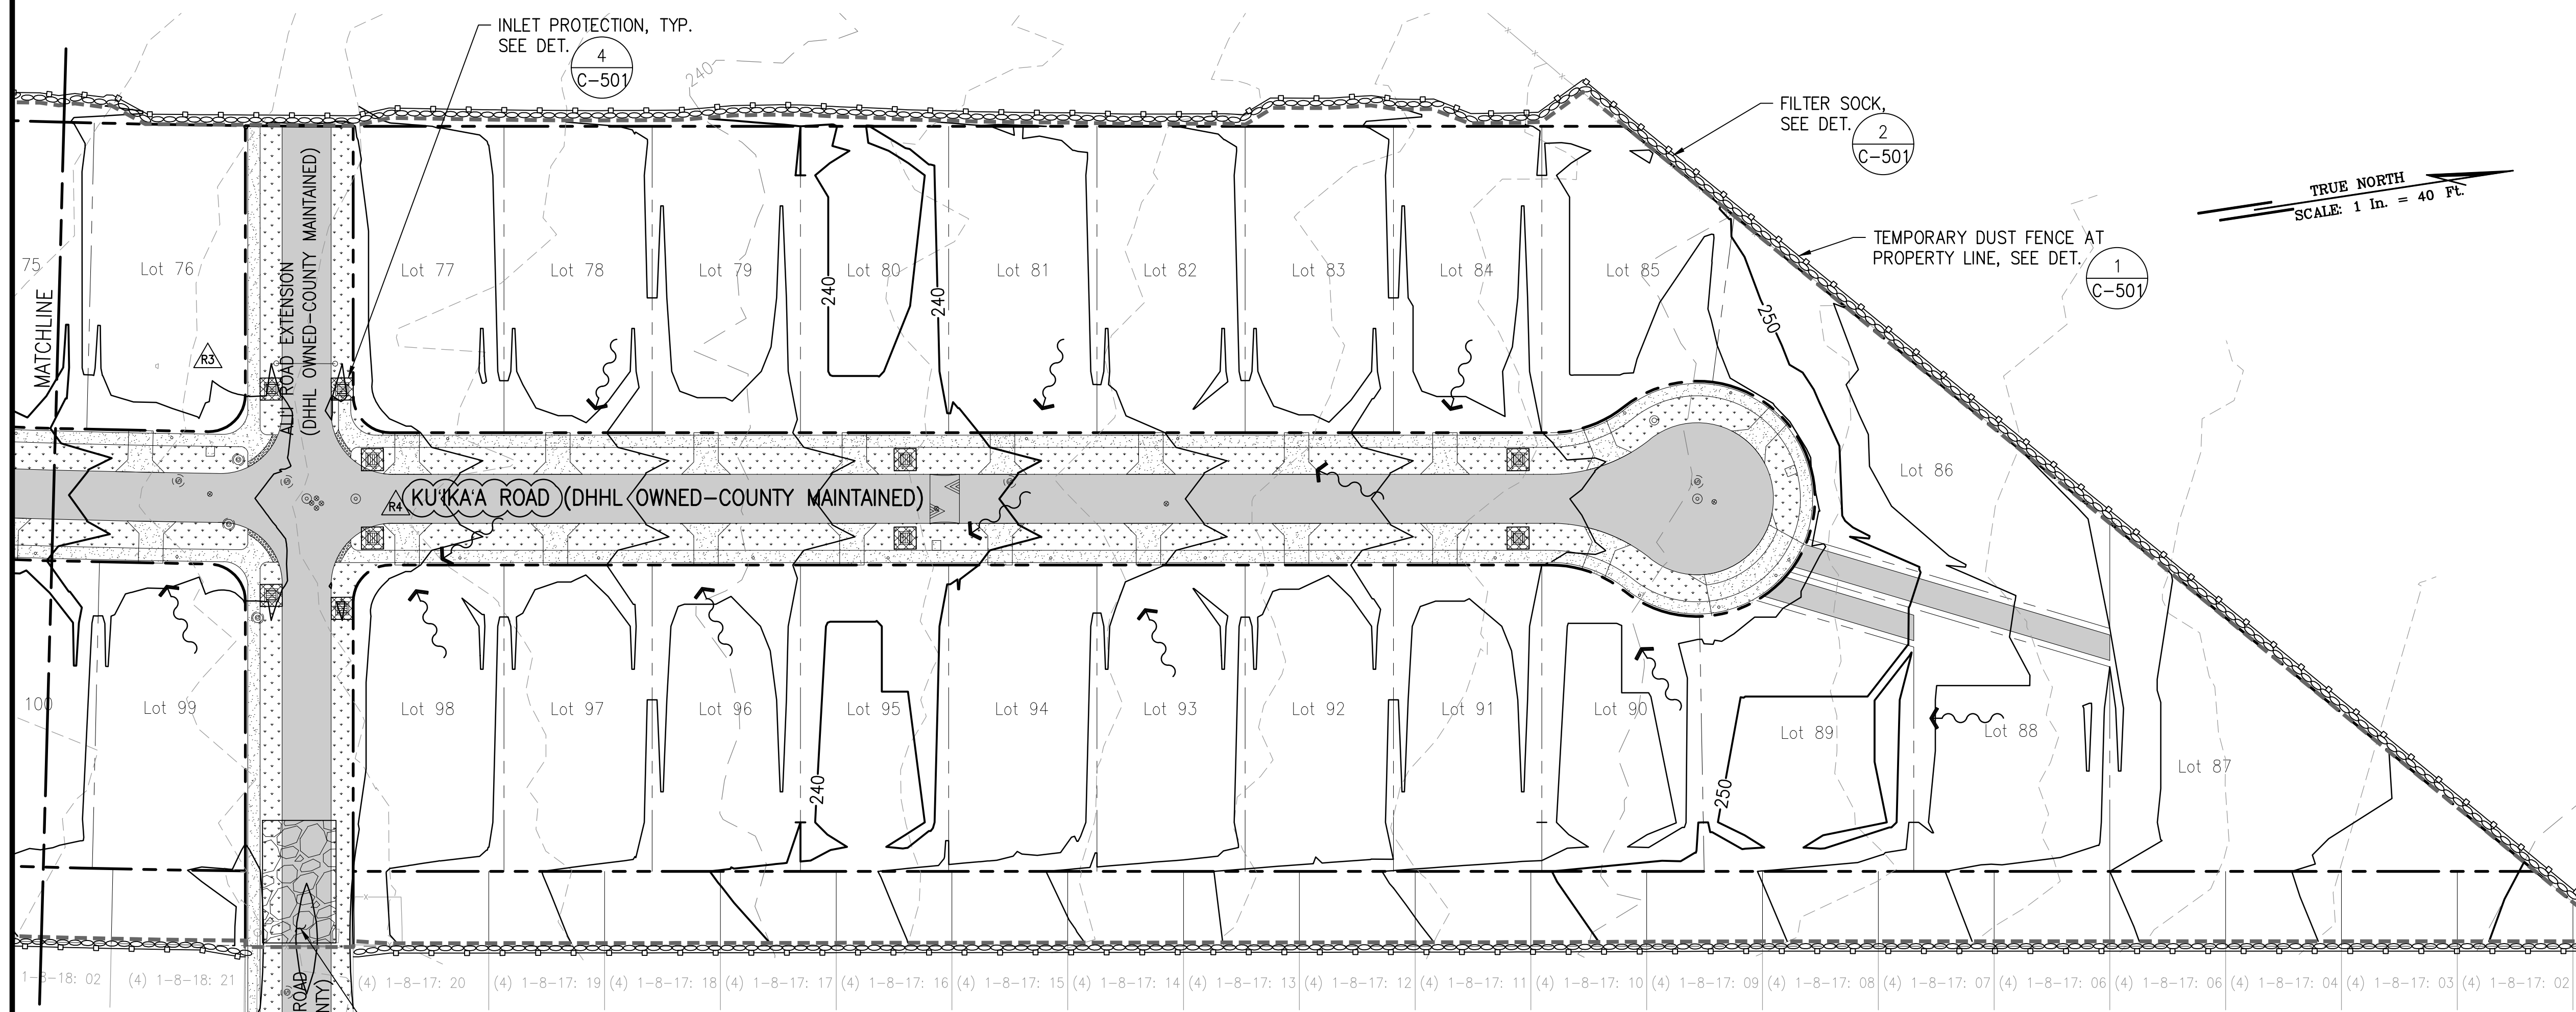 INLET PROTECTION, TYP.
SEE DET.
4
C-501
240
FILTER SOCK,
SEE DET.
2
C-501
TRUE NORTH
SCALE: 1 In. = 40 Ft.
TEMPORARY DUST FENCE AT
PROPERTY LINE, SEE DET.
1
C-501
MATCHLINE
75
Lot 76
R3
ALI'I ROAD EXTENSION
(DHHL OWNED-COUNTY MAINTAINED)
Lot 77
Lot 78
Lot 79
Lot 80
Lot 81
Lot 82
Lot 83
Lot 84
Lot 85
240
240
250
Lot 86
R4
KU'IKA'A ROAD (DHHL OWNED-COUNTY MAINTAINED)
100
Lot 99
Lot 98
Lot 97
Lot 96
Lot 95
Lot 94
Lot 93
Lot 92
Lot 91
Lot 90
Lot 89
Lot 88
Lot 87
240
250
ROAD
NTY)
1-8-18: 02
(4) 1-8-18: 21
(4) 1-8-17: 20
(4) 1-8-17: 19
(4) 1-8-17: 18
(4) 1-8-17: 17
(4) 1-8-17: 16
(4) 1-8-17: 15
(4) 1-8-17: 14
(4) 1-8-17: 13
(4) 1-8-17: 12
(4) 1-8-17: 11
(4) 1-8-17: 10
(4) 1-8-17: 09
(4) 1-8-17: 08
(4) 1-8-17: 07
(4) 1-8-17: 06
(4) 1-8-17: 06
(4) 1-8-17: 04
(4) 1-8-17: 03
(4) 1-8-17: 02